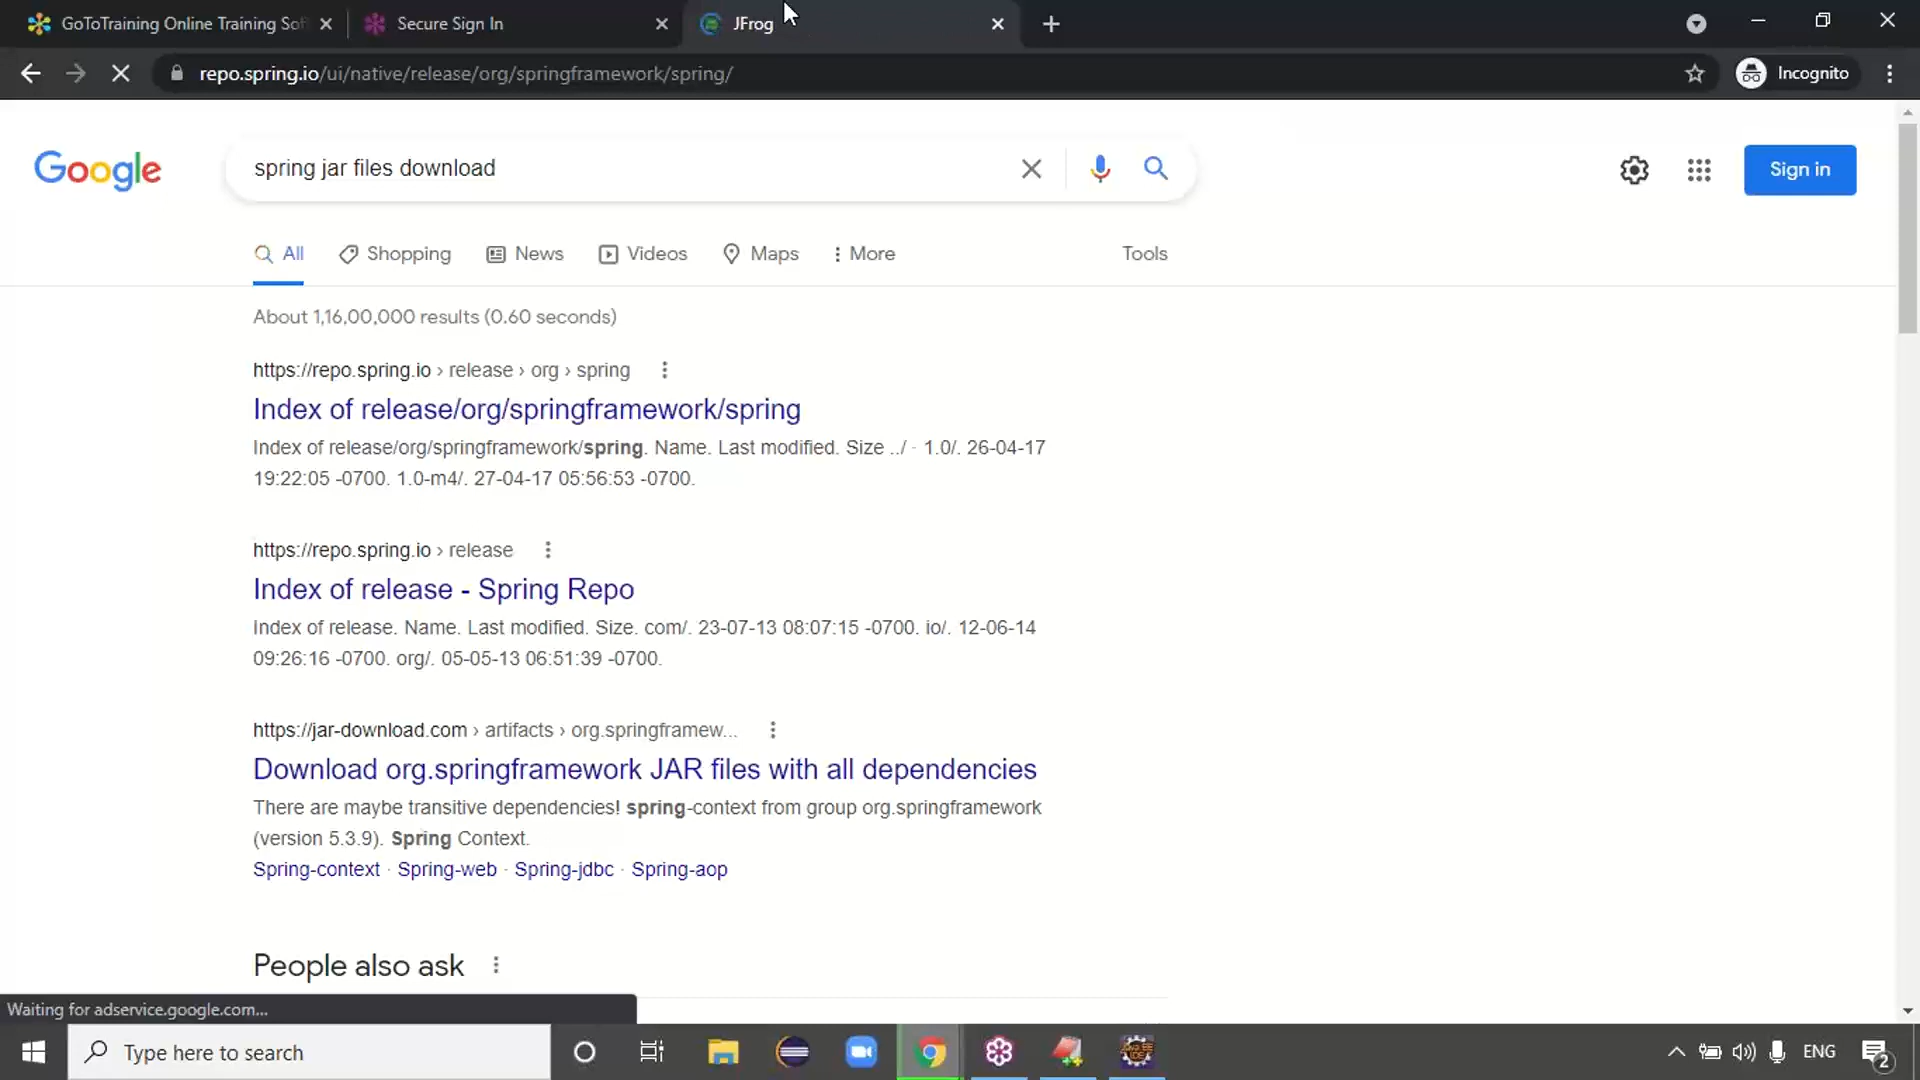 GoToTraining Online Training Sof
Secure Sign In
JFrog
repo.spring.io/ui/native/release/org/springframework/spring/
Incognito
Google
spring jar files download
Sign in
All
Shopping
News
Videos
Maps
More
Tools
About 1,16,00,000 results (0.60 seconds)
https://repo.spring.io › release › org › spring
Index of release/org/springframework/spring
Index of release/org/springframework/spring. Name. Last modified. Size ../ · 1.0/. 26-04-17
19:22:05 -0700. 1.0-m4/. 27-04-17 05:56:53 -0700.
https://repo.spring.io › release
Index of release - Spring Repo
Index of release. Name. Last modified. Size. com/. 23-07-13 08:07:15 -0700. io/. 12-06-14
09:26:16 -0700. org/. 05-05-13 06:51:39 -0700.
https://jar-download.com › artifacts › org.springframew...
Download org.springframework JAR files with all dependencies
There are maybe transitive dependencies! spring-context from group org.springframework
(version 5.3.9). Spring Context.
Spring-context · Spring-web · Spring-jdbc · Spring-aop
People also ask
Waiting for adservice.google.com...
Type here to search
ENG
2